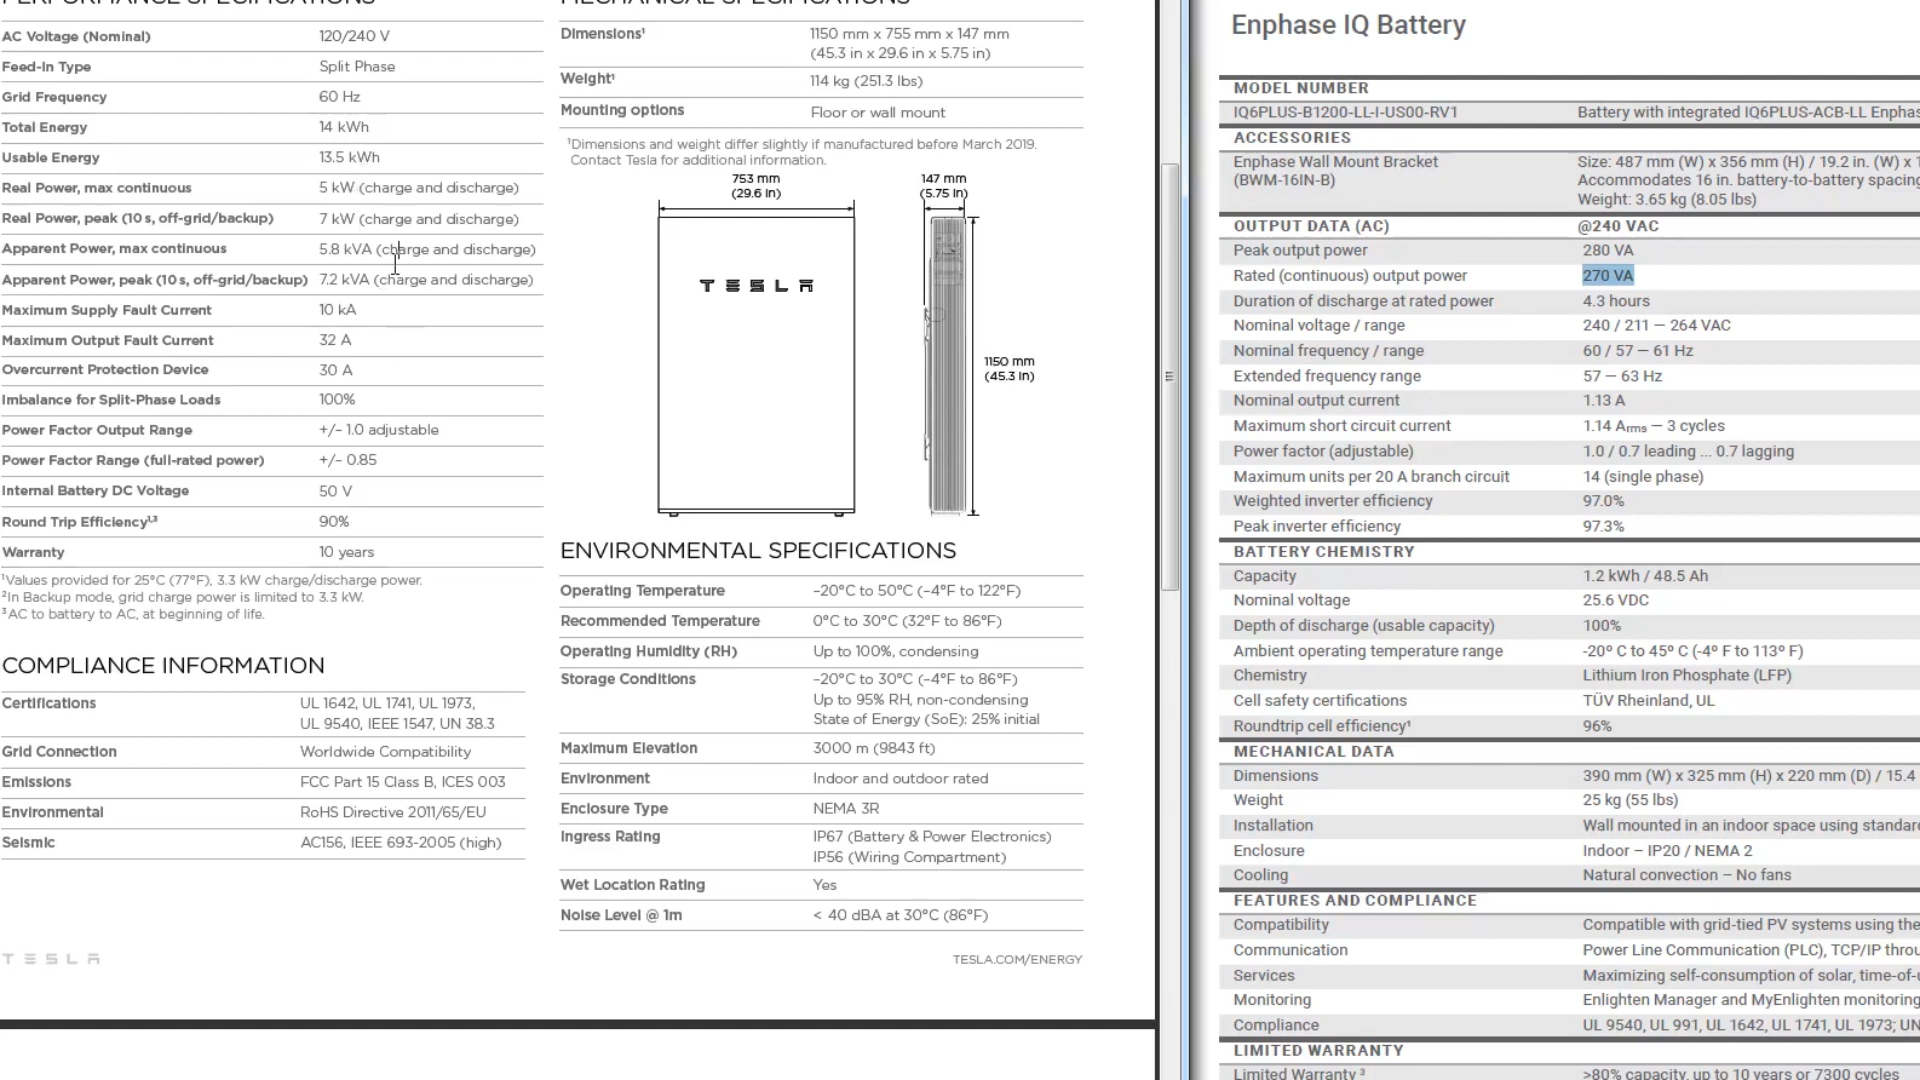 PERFORMANCE SPECIFICATIONS
AC Voltage (Nominal) 120/240 V
Feed-In Type Split Phase
Grid Frequency 60 Hz
Total Energy 14 kWh
Usable Energy 13.5 kWh
Real Power, max continuous 5 kW (charge and discharge)
Real Power, peak (10 s, off-grid/backup) 7 kW (charge and discharge)
Apparent Power, max continuous 5.8 kVA (charge and discharge)
Apparent Power, peak (10 s, off-grid/backup) 7.2 kVA (charge and discharge)
Maximum Supply Fault Current 10 kA
Maximum Output Fault Current 32 A
Overcurrent Protection Device 30 A
Imbalance for Split-Phase Loads 100%
Power Factor Output Range +/- 1.0 adjustable
Power Factor Range (full-rated power) +/- 0.85
Internal Battery DC Voltage 50 V
Round Trip Efficiency¹,³ 90%
Warranty 10 years
¹Values provided for 25°C (77°F), 3.3 kW charge/discharge power.
²In Backup mode, grid charge power is limited to 3.3 kW.
³AC to battery to AC, at beginning of life.
COMPLIANCE INFORMATION
Certifications UL 1642, UL 1741, UL 1973,
UL 9540, IEEE 1547, UN 38.3
Grid Connection Worldwide Compatibility
Emissions FCC Part 15 Class B, ICES 003
Environmental RoHS Directive 2011/65/EU
Seismic AC156, IEEE 693-2005 (high)
TESLA
MECHANICAL SPECIFICATIONS
Dimensions¹ 1150 mm x 755 mm x 147 mm
(45.3 in x 29.6 in x 5.75 in)
Weight¹ 114 kg (251.3 lbs)
Mounting options Floor or wall mount
¹Dimensions and weight differ slightly if manufactured before March 2019.
Contact Tesla for additional information.
753 mm
(29.6 in)
147 mm
(5.75 in)
TESLA
1150 mm
(45.3 in)
ENVIRONMENTAL SPECIFICATIONS
Operating Temperature –20°C to 50°C (–4°F to 122°F)
Recommended Temperature 0°C to 30°C (32°F to 86°F)
Operating Humidity (RH) Up to 100%, condensing
Storage Conditions –20°C to 30°C (–4°F to 86°F)
Up to 95% RH, non-condensing
State of Energy (SoE): 25% initial
Maximum Elevation 3000 m (9843 ft)
Environment Indoor and outdoor rated
Enclosure Type NEMA 3R
Ingress Rating IP67 (Battery & Power Electronics)
IP56 (Wiring Compartment)
Wet Location Rating Yes
Noise Level @ 1m < 40 dBA at 30°C (86°F)
TESLA.COM/ENERGY
Enphase IQ Battery
MODEL NUMBER
IQ6PLUS-B1200-LL-I-US00-RV1 Battery with integrated IQ6PLUS-ACB-LL Enphas
ACCESSORIES
Enphase Wall Mount Bracket Size: 487 mm (W) x 356 mm (H) / 19.2 in. (W) x 1
(BWM-16IN-B) Accommodates 16 in. battery-to-battery spacing
Weight: 3.65 kg (8.05 lbs)
OUTPUT DATA (AC) @240 VAC
Peak output power 280 VA
Rated (continuous) output power 270 VA
Duration of discharge at rated power 4.3 hours
Nominal voltage / range 240 / 211 — 264 VAC
Nominal frequency / range 60 / 57 — 61 Hz
Extended frequency range 57 — 63 Hz
Nominal output current 1.13 A
Maximum short circuit current 1.14 Arms — 3 cycles
Power factor (adjustable) 1.0 / 0.7 leading ... 0.7 lagging
Maximum units per 20 A branch circuit 14 (single phase)
Weighted inverter efficiency 97.0%
Peak inverter efficiency 97.3%
BATTERY CHEMISTRY
Capacity 1.2 kWh / 48.5 Ah
Nominal voltage 25.6 VDC
Depth of discharge (usable capacity) 100%
Ambient operating temperature range -20º C to 45º C (-4º F to 113º F)
Chemistry Lithium Iron Phosphate (LFP)
Cell safety certifications TÜV Rheinland, UL
Roundtrip cell efficiency¹ 96%
MECHANICAL DATA
Dimensions 390 mm (W) x 325 mm (H) x 220 mm (D) / 15.4
Weight 25 kg (55 lbs)
Installation Wall mounted in an indoor space using standard
Enclosure Indoor – IP20 / NEMA 2
Cooling Natural convection – No fans
FEATURES AND COMPLIANCE
Compatibility Compatible with grid-tied PV systems using the
Communication Power Line Communication (PLC), TCP/IP throu
Services Maximizing self-consumption of solar, time-of-u
Monitoring Enlighten Manager and MyEnlighten monitoring
Compliance UL 9540, UL 991, UL 1642, UL 1741, UL 1973; UN
LIMITED WARRANTY
Limited Warranty ³ >80% capacity, up to 10 years or 7300 cycles